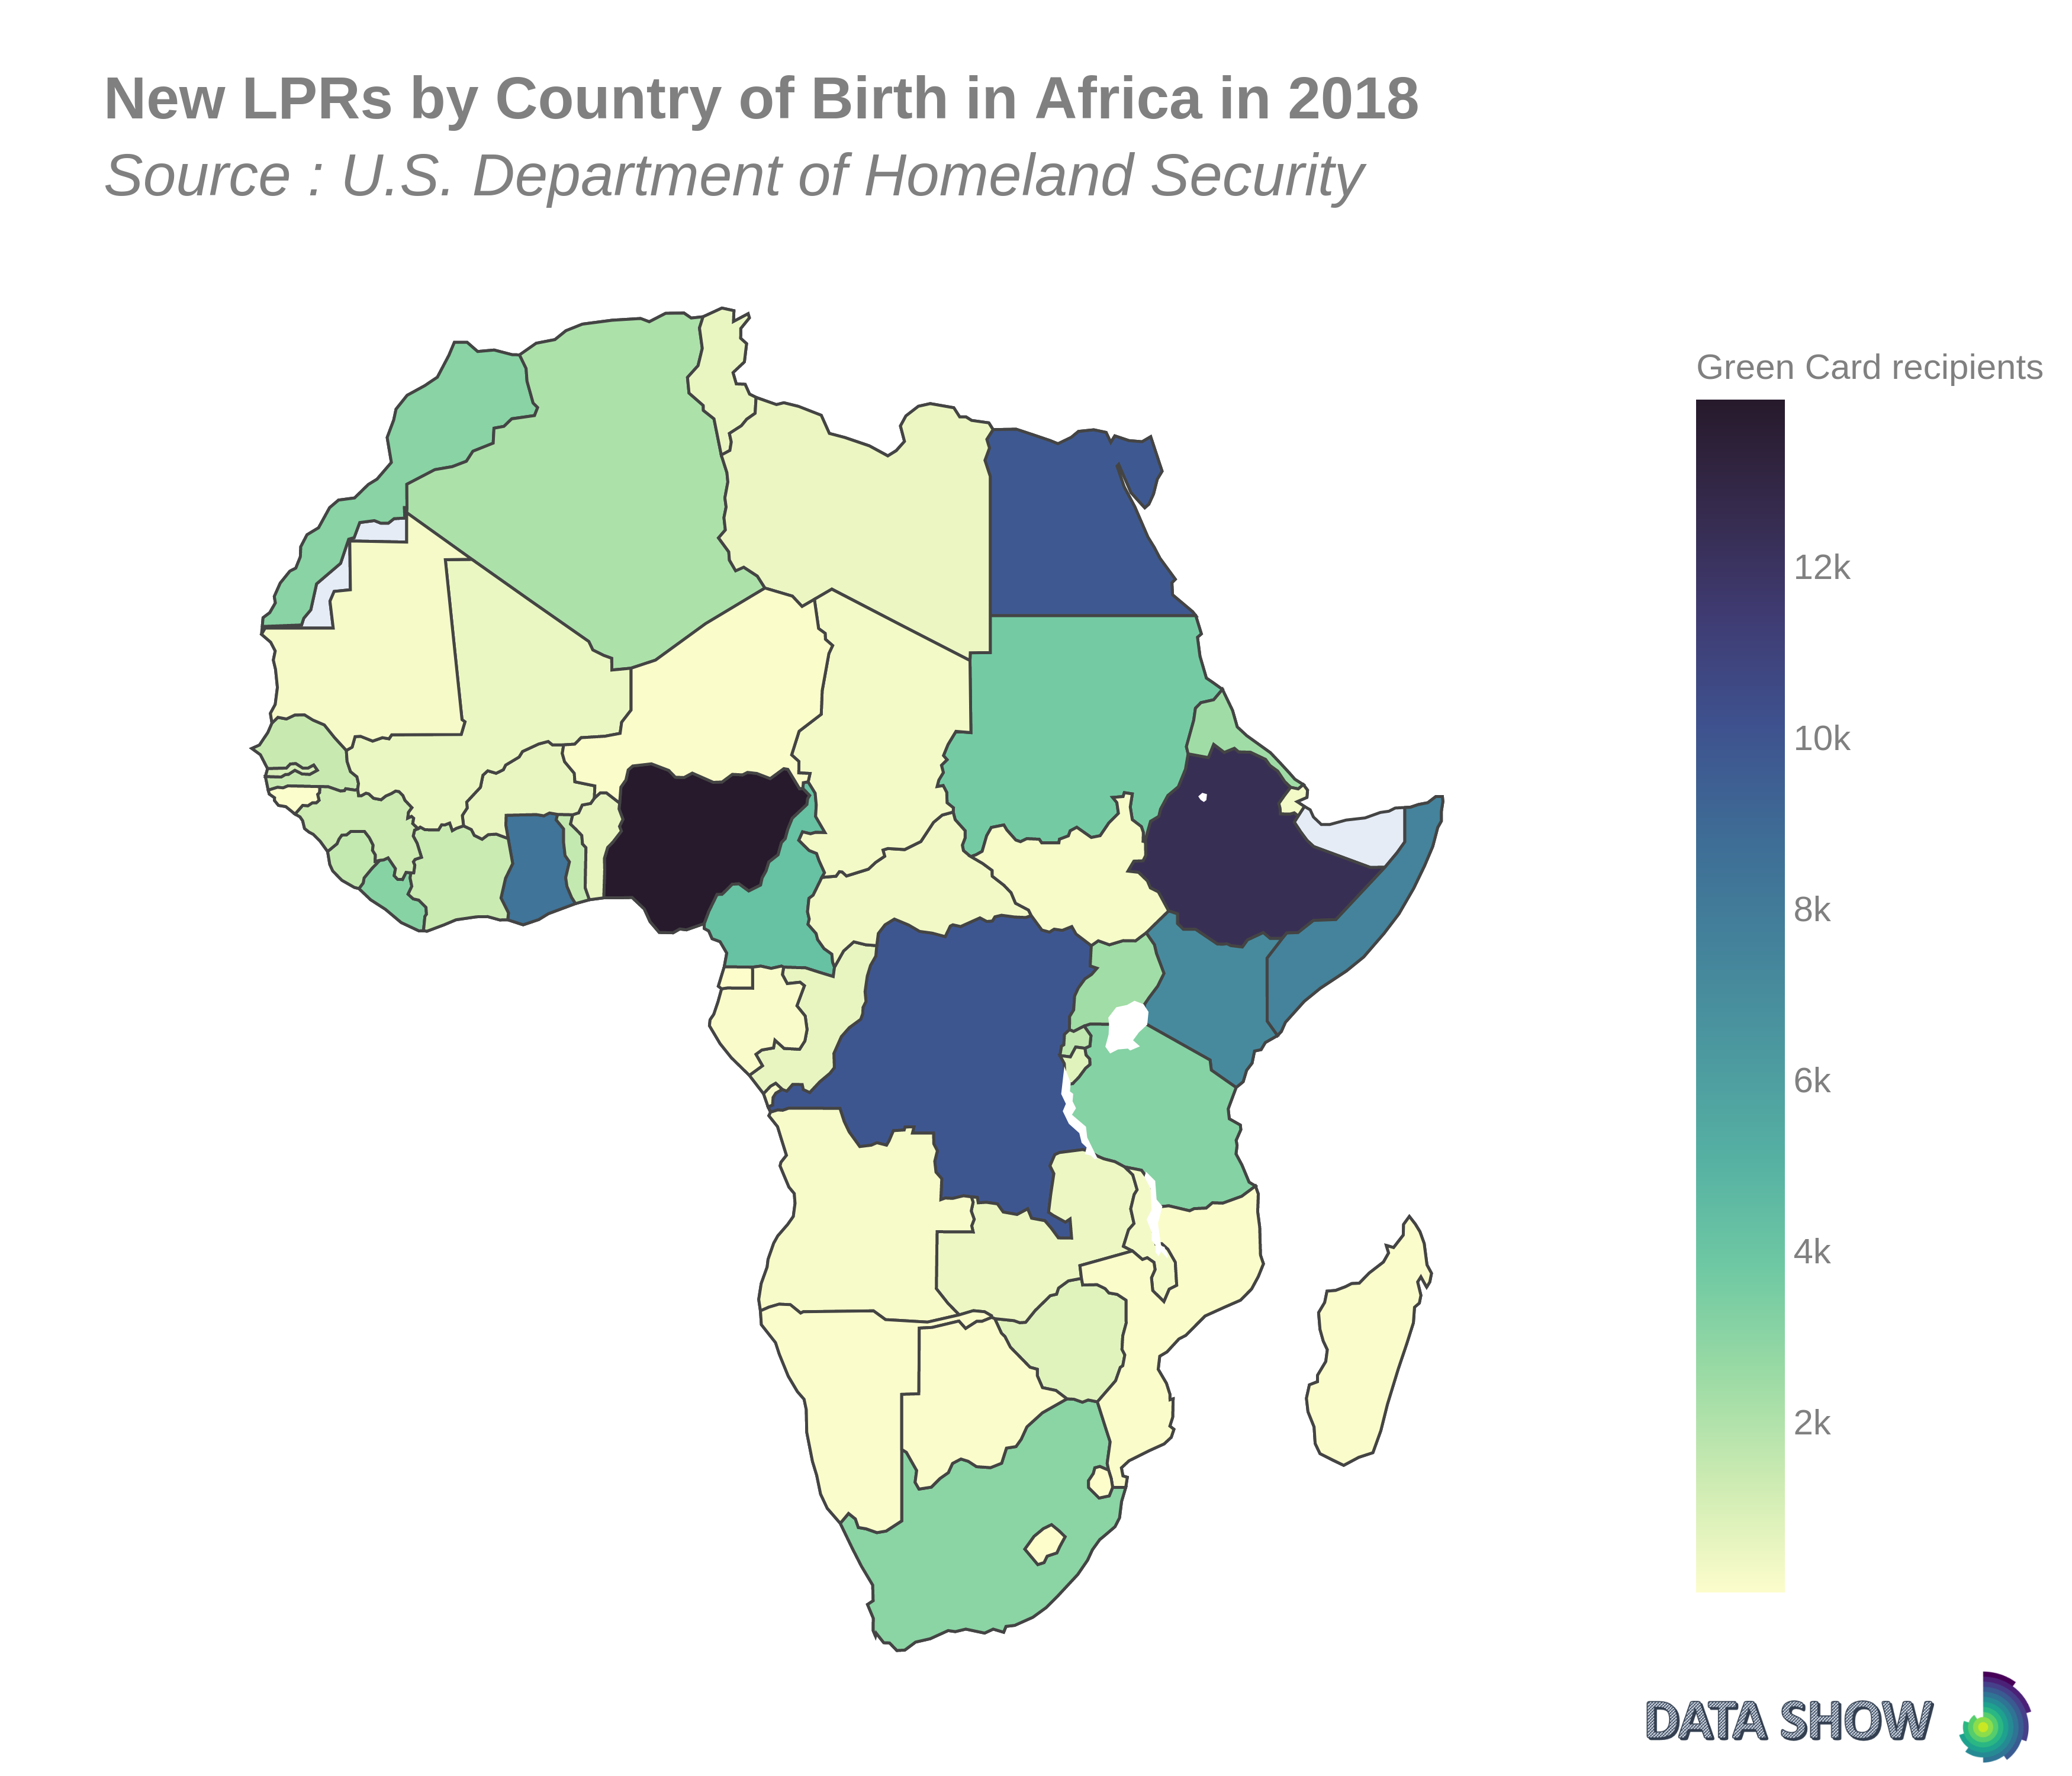 New LPRs by Country of Birth in Africa in 2018
Source : U.S. Department of Homeland Security
Green Card recipients
12k
10k
8k
6k
4k
2k
DATA SHOW